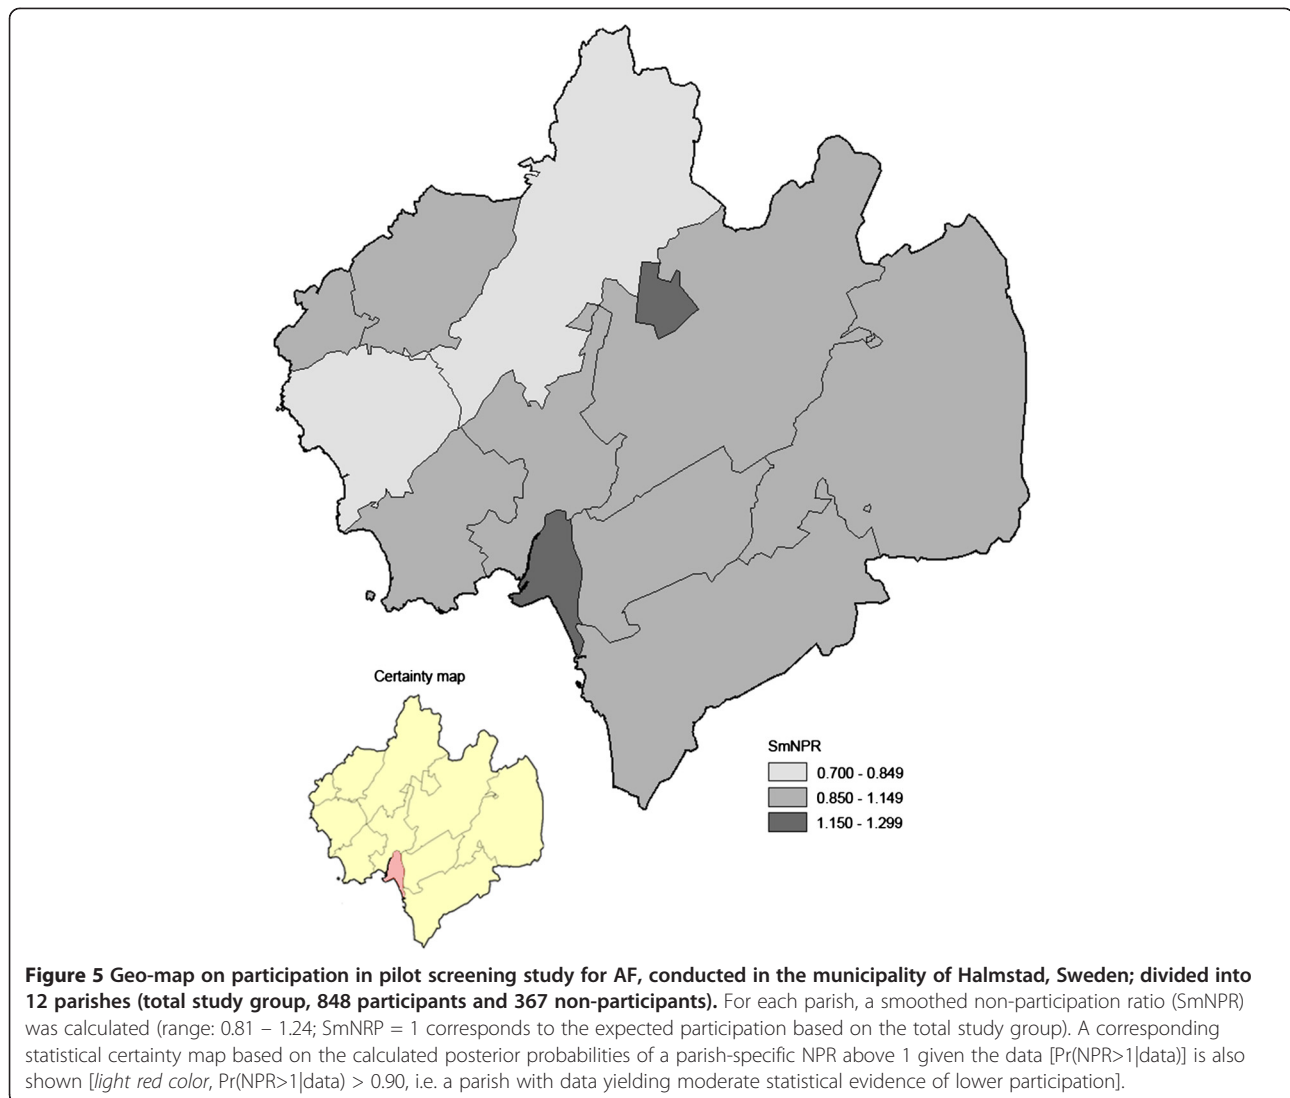 Certainty map
SmNPR
0.700 - 0.849
0.850 - 1.149
1.150 - 1.299
Figure 5 Geo-map on participation in pilot screening study for AF, conducted in the municipality of Halmstad, Sweden; divided into
12 parishes (total study group, 848 participants and 367 non-participants). For each parish, a smoothed non-participation ratio (SmNPR)
was calculated (range: 0.81 – 1.24; SmNRP = 1 corresponds to the expected participation based on the total study group). A corresponding
statistical certainty map based on the calculated posterior probabilities of a parish-specific NPR above 1 given the data [Pr(NPR>1|data)] is also
shown [light red color, Pr(NPR>1|data) > 0.90, i.e. a parish with data yielding moderate statistical evidence of lower participation].